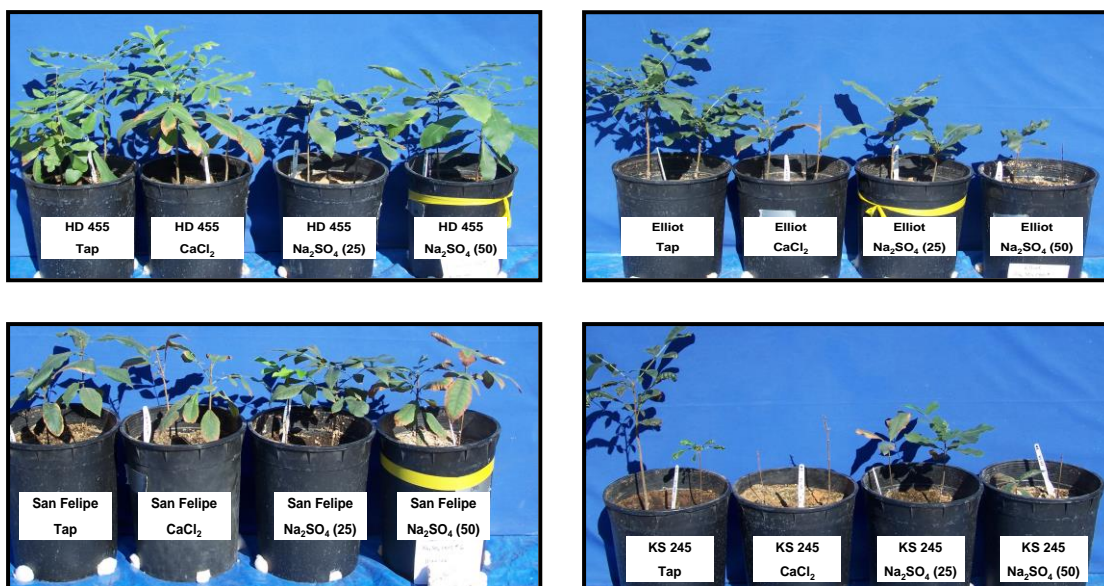 HD 455
Tap
HD 455
CaCl₂
HD 455
Na₂SO₄ (25)
HD 455
Na₂SO₄ (50)
Elliot
Tap
Elliot
CaCl₂
Elliot
Na₂SO₄ (25)
Elliot
Na₂SO₄ (50)
San Felipe
Tap
San Felipe
CaCl₂
San Felipe
Na₂SO₄ (25)
San Felipe
Na₂SO₄ (50)
KS 245
Tap
KS 245
CaCl₂
KS 245
Na₂SO₄ (25)
KS 245
Na₂SO₄ (50)